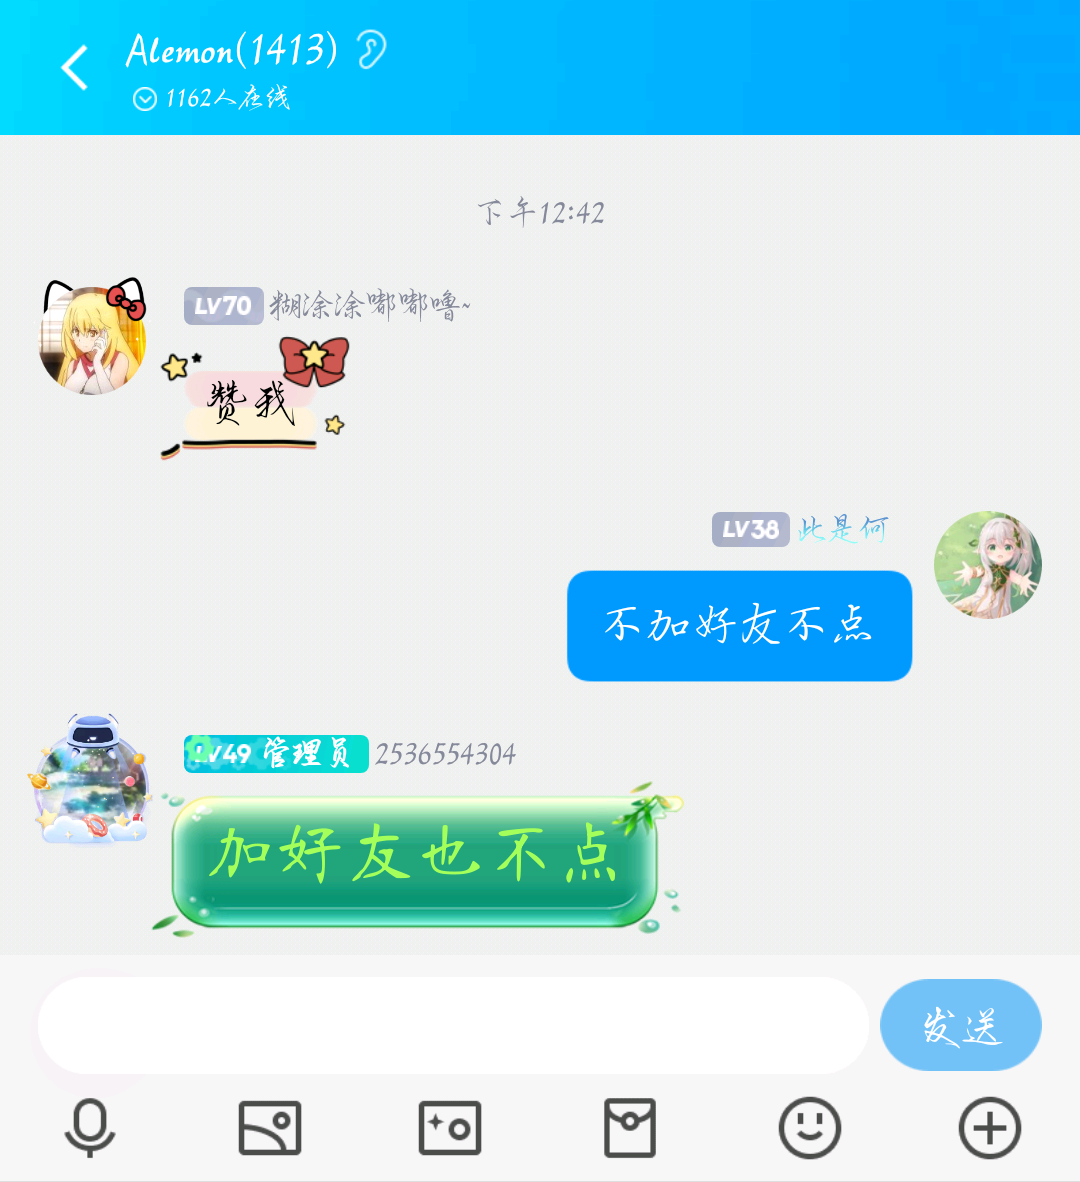 Alemon(1413)
1162人在线
下午12:42
LV70 糊涂涂嘟嘟噜~
赞我
LV38 此是何
不加好友不点
LV49 管理员 2536554304
加好友也不点
发送